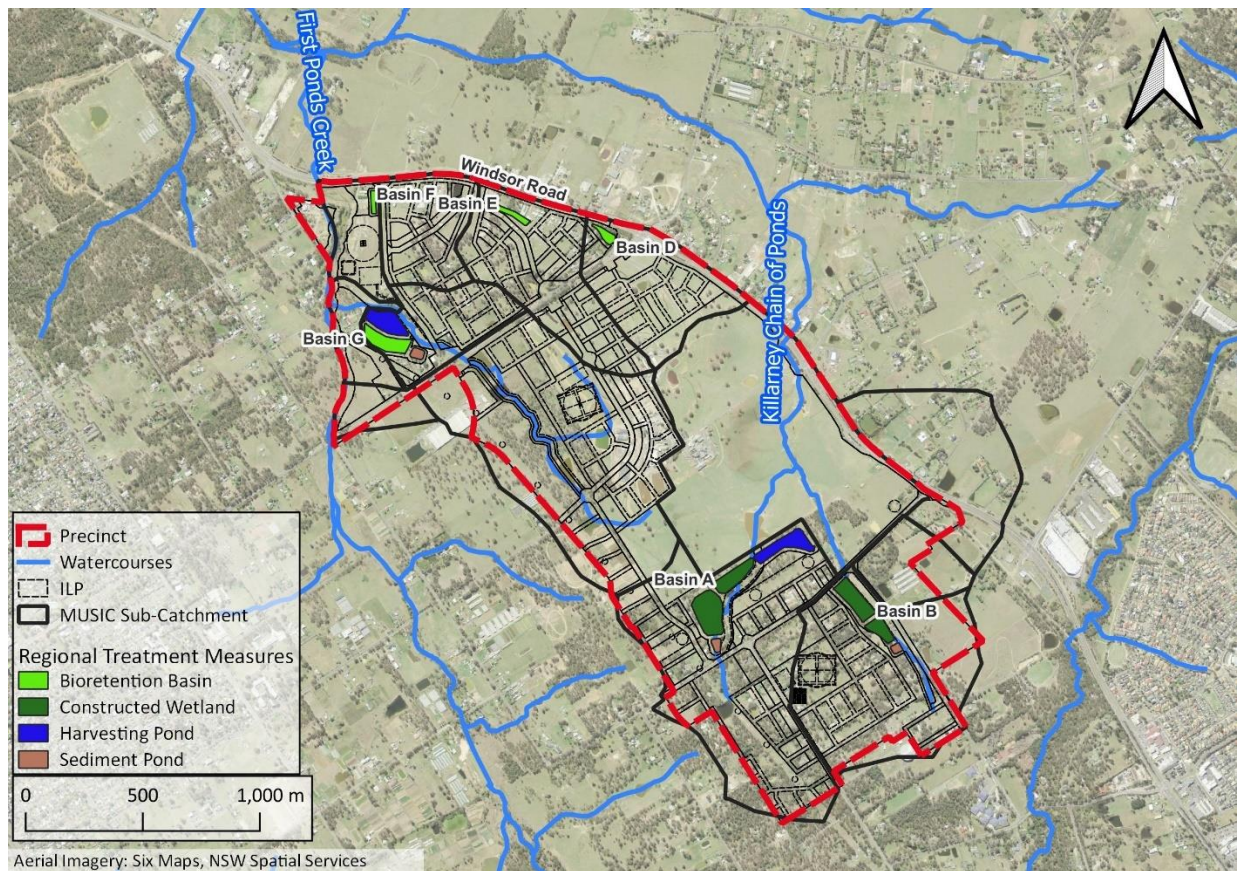 First Ponds Creek
Windsor Road
Basin F
Basin E
Basin D
Killarney Chain of Ponds
Basin G
Basin A
Basin B
Precinct
Watercourses
ILP
MUSIC Sub-Catchment
Regional Treatment Measures
Bioretention Basin
Constructed Wetland
Harvesting Pond
Sediment Pond
0 500 1,000 m
Aerial Imagery: Six Maps, NSW Spatial Services